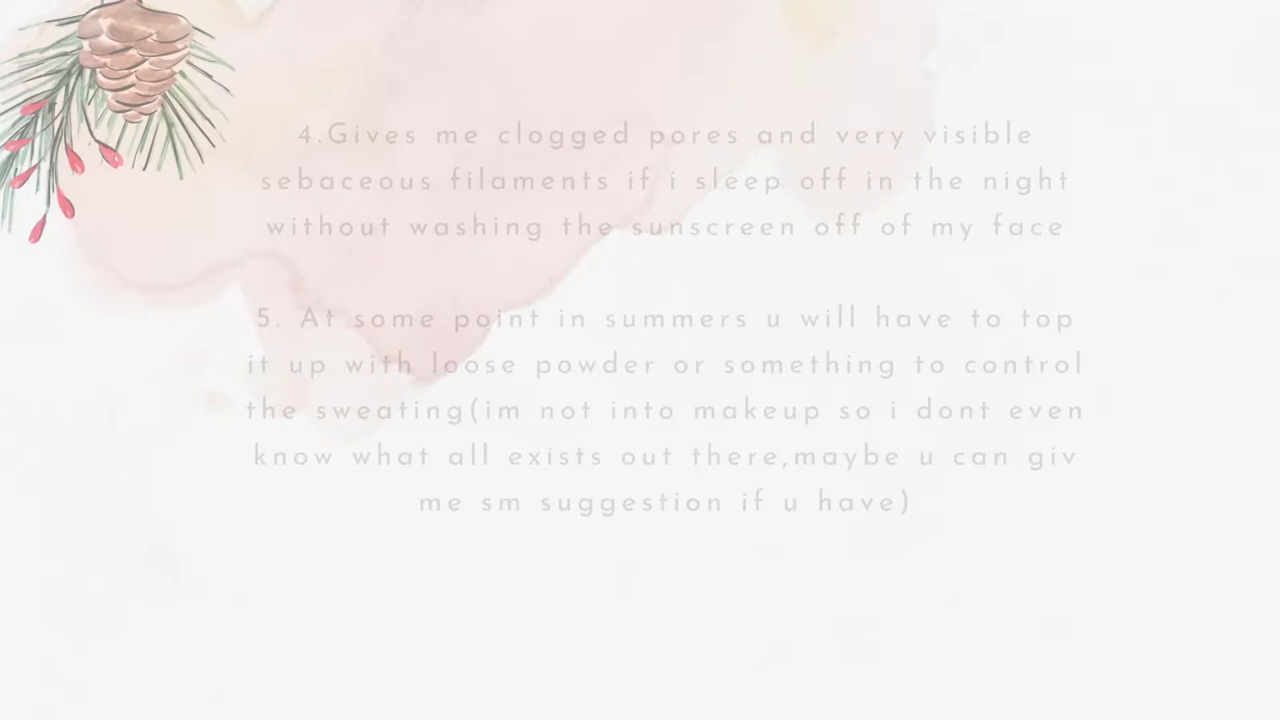 4.Gives me clogged pores and very visible
sebaceous filaments if i sleep off in the night
without washing the sunscreen off of my face
5. At some point in summers u will have to top
it up with loose powder or something to control
the sweating(im not into makeup so i dont even
know what all exists out there,maybe u can giv
me sm suggestion if u have)